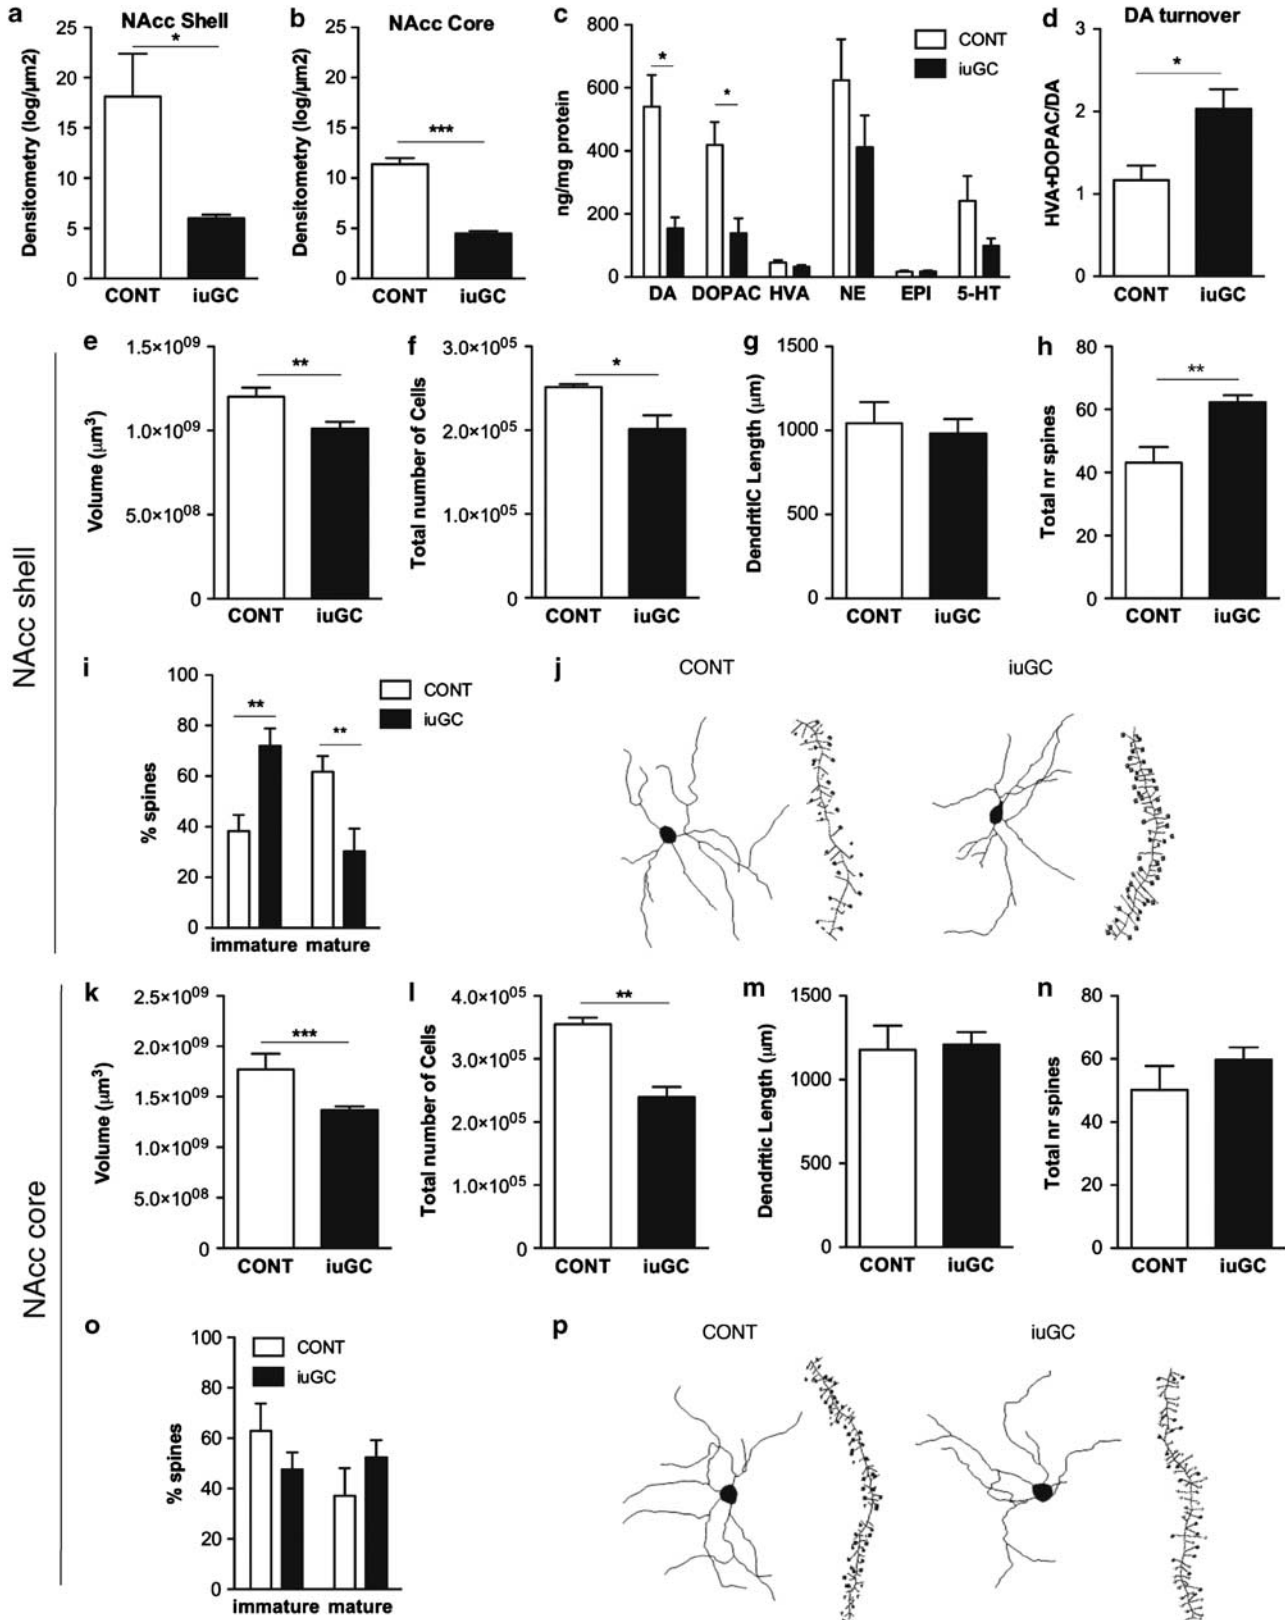 a
NAcc Shell
Densitometry (log/µm2)
25
20
15
10
5
0
*
CONT
iuGC
b
NAcc Core
Densitometry (log/µm2)
25
20
15
10
5
0
***
CONT
iuGC
c
ng/mg protein
800
600
400
200
0
*
*
CONT
iuGC
DA
DOPAC
HVA
NE
EPI
5-HT
d
DA turnover
HVA+DOPAC/DA
3
2
1
0
*
CONT
iuGC
NAcc shell
e
Volume (µm³)
1.5×10⁰⁹
1.0×10⁰⁹
5.0×10⁰⁸
0
**
CONT
iuGC
f
Total number of Cells
3.0×10⁰⁵
2.0×10⁰⁵
1.0×10⁰⁵
0
*
CONT
iuGC
g
DendritIC Length (µm)
1500
1000
500
0
CONT
iuGC
h
Total nr spines
80
60
40
20
0
**
CONT
iuGC
i
% spines
100
80
60
40
20
0
**
**
CONT
iuGC
immature
mature
j
CONT
iuGC
NAcc core
k
Volume (µm³)
2.5×10⁰⁹
2.0×10⁰⁹
1.5×10⁰⁹
1.0×10⁰⁹
5.0×10⁰⁸
0
***
CONT
iuGC
l
Total number of Cells
4.0×10⁰⁵
3.0×10⁰⁵
2.0×10⁰⁵
1.0×10⁰⁵
0
**
CONT
iuGC
m
Dendritic Length (µm)
1500
1000
500
0
CONT
iuGC
n
Total nr spines
80
60
40
20
0
CONT
iuGC
o
% spines
100
80
60
40
20
0
CONT
iuGC
immature
mature
p
CONT
iuGC